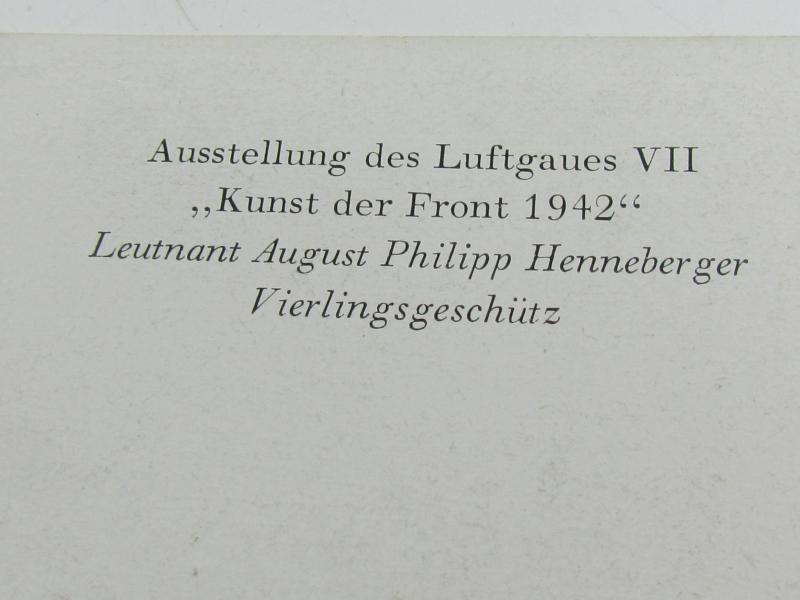 Ausstellung des Luftgaues VII
,,Kunst der Front 1942“
Leutnant August Philipp Henneberger
Vierlingsgeschütz